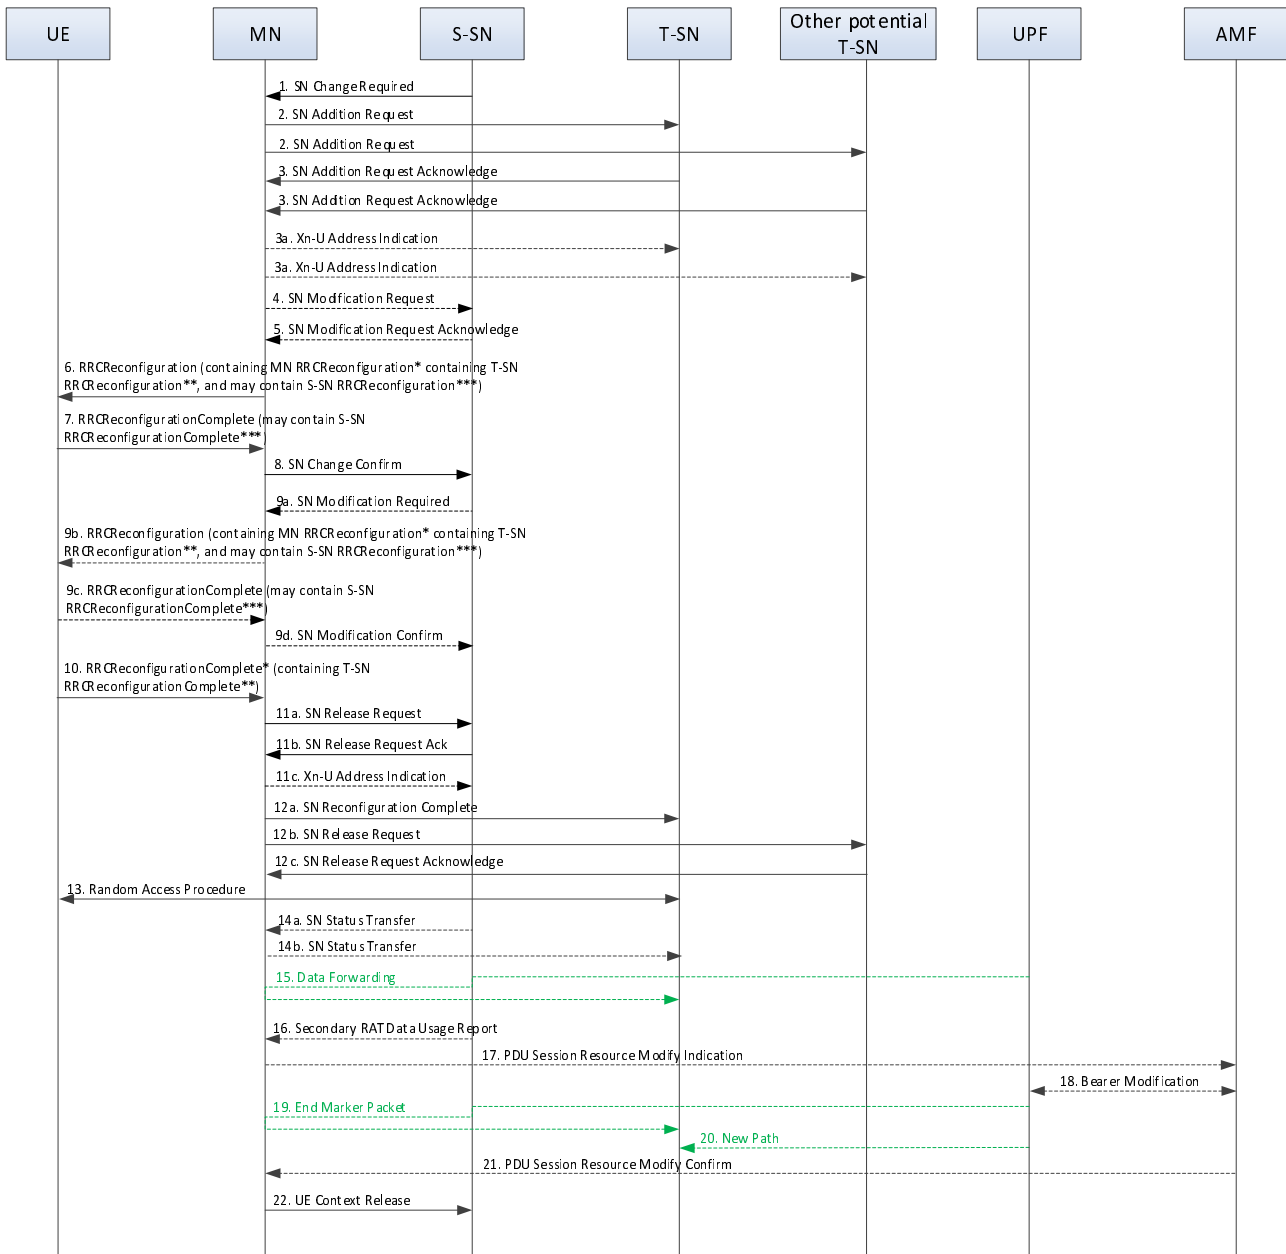 UE
MN
S-SN
T-SN
Other potential
T-SN
UPF
AMF
1. SN Change Required
2. SN Addition Request
2. SN Addition Request
3. SN Addition Request Acknowledge
3. SN Addition Request Acknowledge
3a. Xn-U Address Indication
3a. Xn-U Address Indication
4. SN Modification Request
5. SN Modification Request Acknowledge
6. RRCReconfiguration (containing MN RRCReconfiguration* containing T-SN
RRCReconfiguration**, and may contain S-SN RRCReconfiguration***)
7. RRCReconfigurationComplete (may contain S-SN
RRCReconfigurationComplete***)
8. SN Change Confirm
9a. SN Modification Required
9b. RRCReconfiguration (containing MN RRCReconfiguration* containing T-SN
RRCReconfiguration**, and may contain S-SN RRCReconfiguration***)
9c. RRCReconfigurationComplete (may contain S-SN
RRCReconfigurationComplete***)
9d. SN Modification Confirm
10. RRCReconfigurationComplete* (containing T-SN
RRCReconfigurationComplete**)
11a. SN Release Request
11b. SN Release Request Ack
11c. Xn-U Address Indication
12a. SN Reconfiguration Complete
12b. SN Release Request
12c. SN Release Request Acknowledge
13. Random Access Procedure
14a. SN Status Transfer
14b. SN Status Transfer
15. Data Forwarding
16. Secondary RAT Data Usage Report
17. PDU Session Resource Modify Indication
18. Bearer Modification
19. End Marker Packet
20. New Path
21. PDU Session Resource Modify Confirm
22. UE Context Release